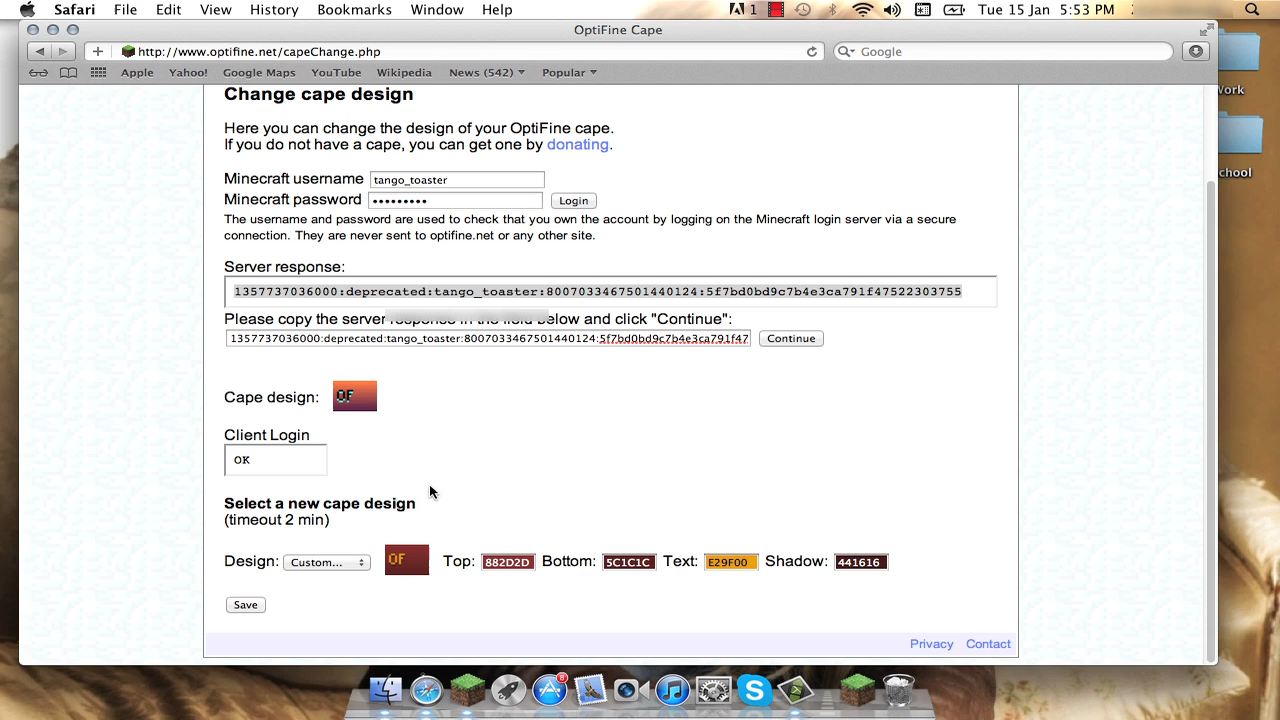 Safari File Edit View History Bookmarks Window Help 1 Tue 15 Jan 5:53 PM
OptiFine Cape
http://www.optifine.net/capeChange.php Google
Apple Yahoo! Google Maps YouTube Wikipedia News (542) Popular
Work
Change cape design
Here you can change the design of your OptiFine cape.
If you do not have a cape, you can get one by donating.
chool
Minecraft username tango_toaster
Minecraft password ••••••••• Login
The username and password are used to check that you own the account by logging on the Minecraft login server via a secure
connection. They are never sent to optifine.net or any other site.
Server response:
1357737036000:deprecated:tango_toaster:8007033467501440124:5f7bd0bd9c7b4e3ca791f47522303755
Please copy the server response in the field below and click "Continue":
1357737036000:deprecated:tango_toaster:8007033467501440124:5f7bd0bd9c7b4e3ca791f47 Continue
Cape design: OF
Client Login
OK
Select a new cape design
(timeout 2 min)
Design: Custom... OF Top: 882D2D Bottom: 5C1C1C Text: E29F00 Shadow: 441616
Save
Privacy Contact
8